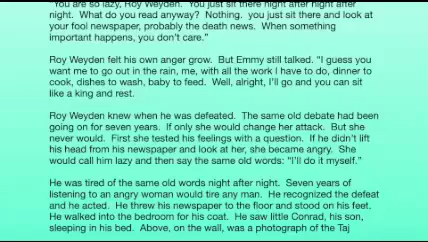 "You are so lazy, Roy Weyden.  You just sit there night after night after
night.  What do you read anyway?  Nothing.  you just sit there and look at
your fool newspaper, probably the death news.  When something
important happens, you don't care."
Roy Weyden felt his own anger grow.  But Emmy still talked. "I guess you
want me to go out in the rain, me, with all the work I have to do, dinner to
cook, dishes to wash, baby to feed.  Well, alright, I'll go and you can sit
like a king and rest.
Roy Weyden knew when he was defeated.  The same old debate had been
going on for seven years.  If only she would change her attack.  But she
never would.  First she tested his feelings with a question.  If he didn't lift
his head from his newspaper and look at her, she became angry.  She
would call him lazy and then say the same old words: "I'll do it myself."
He was tired of the same old words night after night.  Seven years of
listening to an angry woman would tire any man.  He recognized the defeat
and he acted.  He threw his newspaper to the floor and stood on his feet.
He walked into the bedroom for his coat.  He saw little Conrad, his son,
sleeping in his bed.  Above, on the wall, was a photograph of the Taj